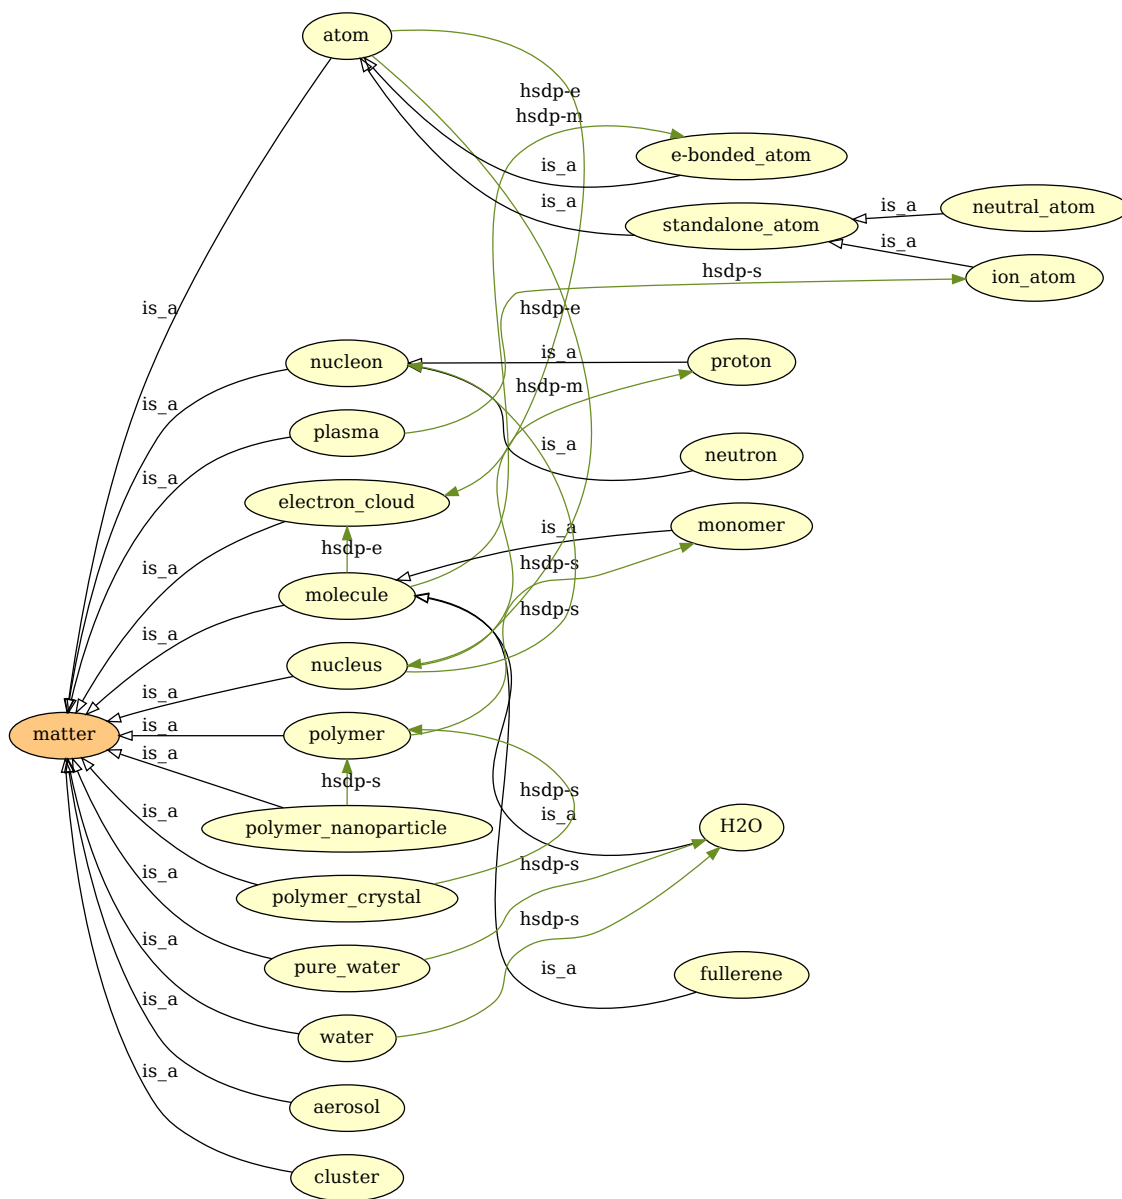 atom
hsdp-e
hsdp-m
e-bonded_atom
is_a
is_a
standalone_atom
is_a
neutral_atom
is_a
ion_atom
hsdp-s
is_a
hsdp-e
nucleon
is_a
proton
hsdp-m
is_a
plasma
is_a
neutron
is_a
electron_cloud
monomer
is_a
hsdp-e
is_a
hsdp-s
molecule
hsdp-s
is_a
nucleus
is_a
matter
is_a
polymer
is_a
hsdp-s
hsdp-s
is_a
polymer_nanoparticle
is_a
H2O
hsdp-s
is_a
polymer_crystal
hsdp-s
is_a
pure_water
is_a
fullerene
is_a
water
aerosol
is_a
cluster